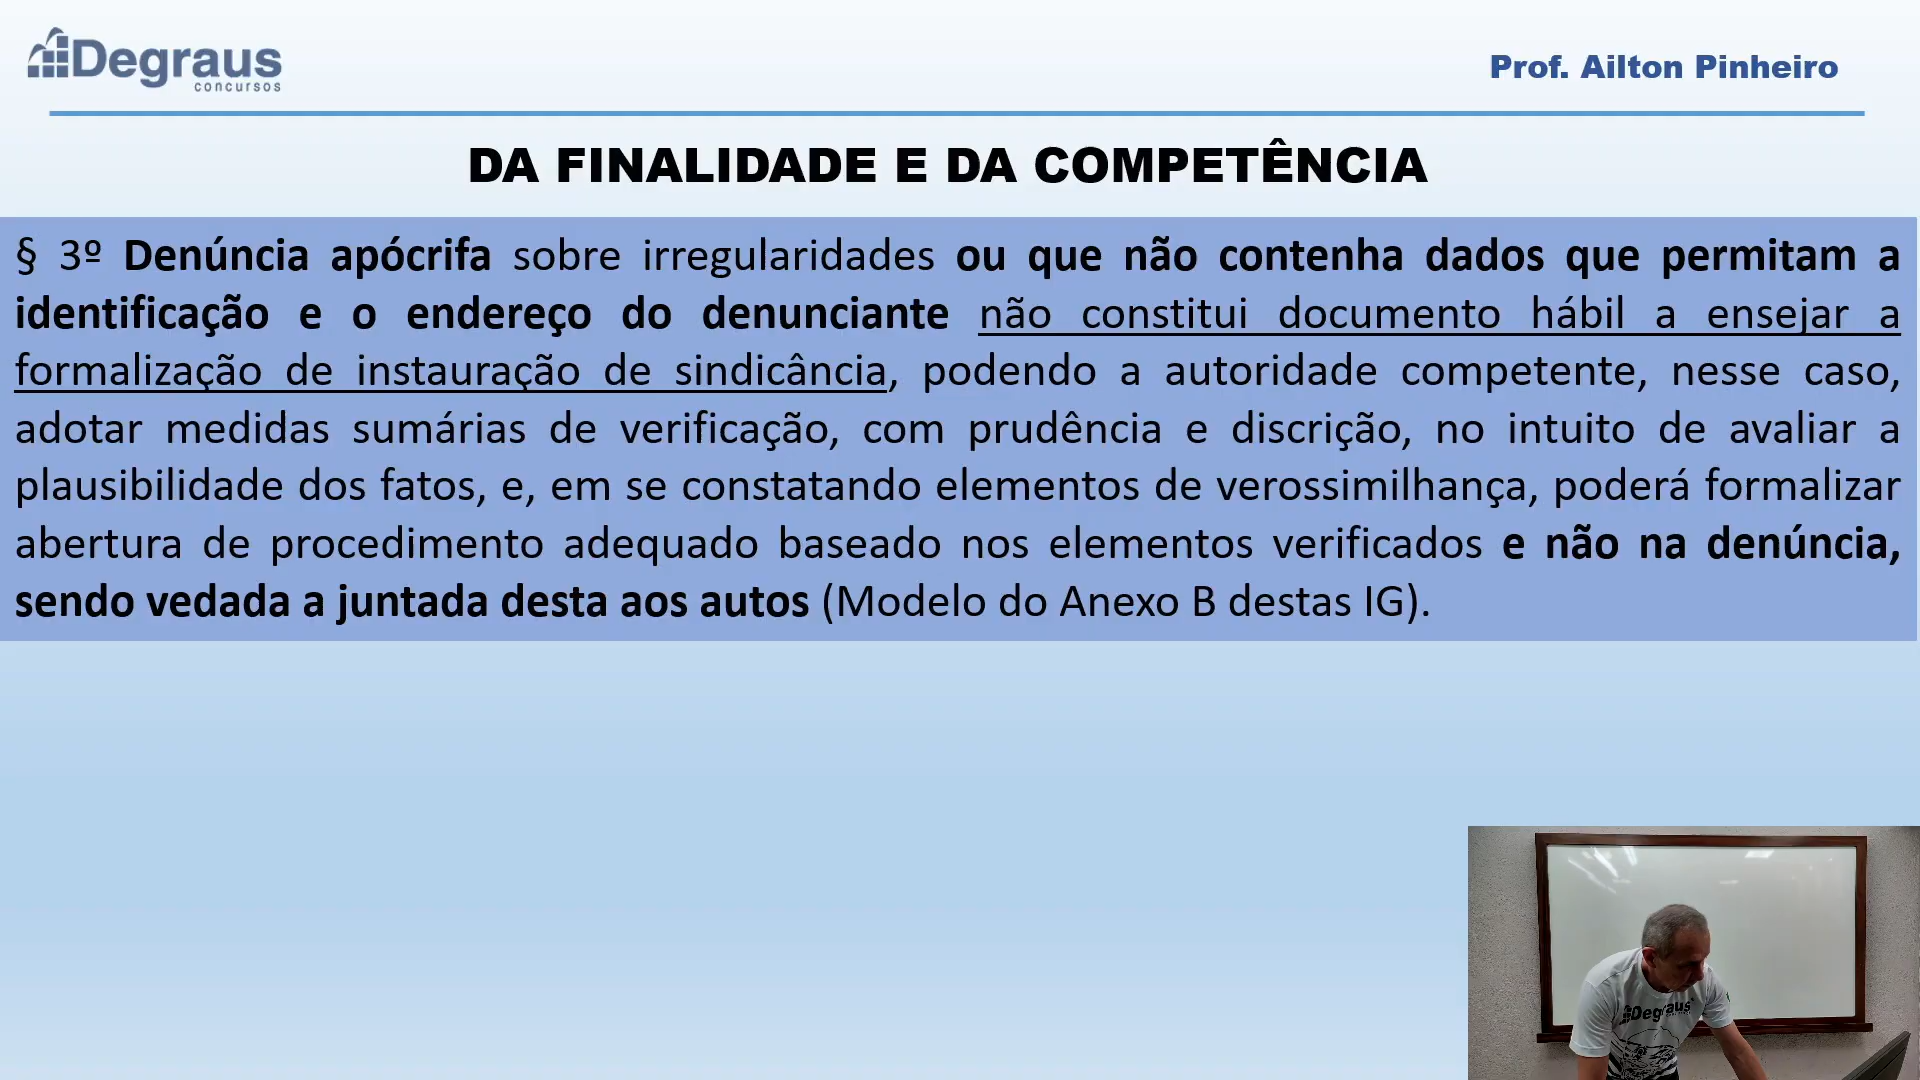 Degraus
concursos
Prof. Ailton Pinheiro
DA FINALIDADE E DA COMPETÊNCIA
§ 3º Denúncia apócrifa sobre irregularidades ou que não contenha dados que permitam a
identificação e o endereço do denunciante não constitui documento hábil a ensejar a
formalização de instauração de sindicância, podendo a autoridade competente, nesse caso,
adotar medidas sumárias de verificação, com prudência e discrição, no intuito de avaliar a
plausibilidade dos fatos, e, em se constatando elementos de verossimilhança, poderá formalizar
abertura de procedimento adequado baseado nos elementos verificados e não na denúncia,
sendo vedada a juntada desta aos autos (Modelo do Anexo B destas IG).
Degraus